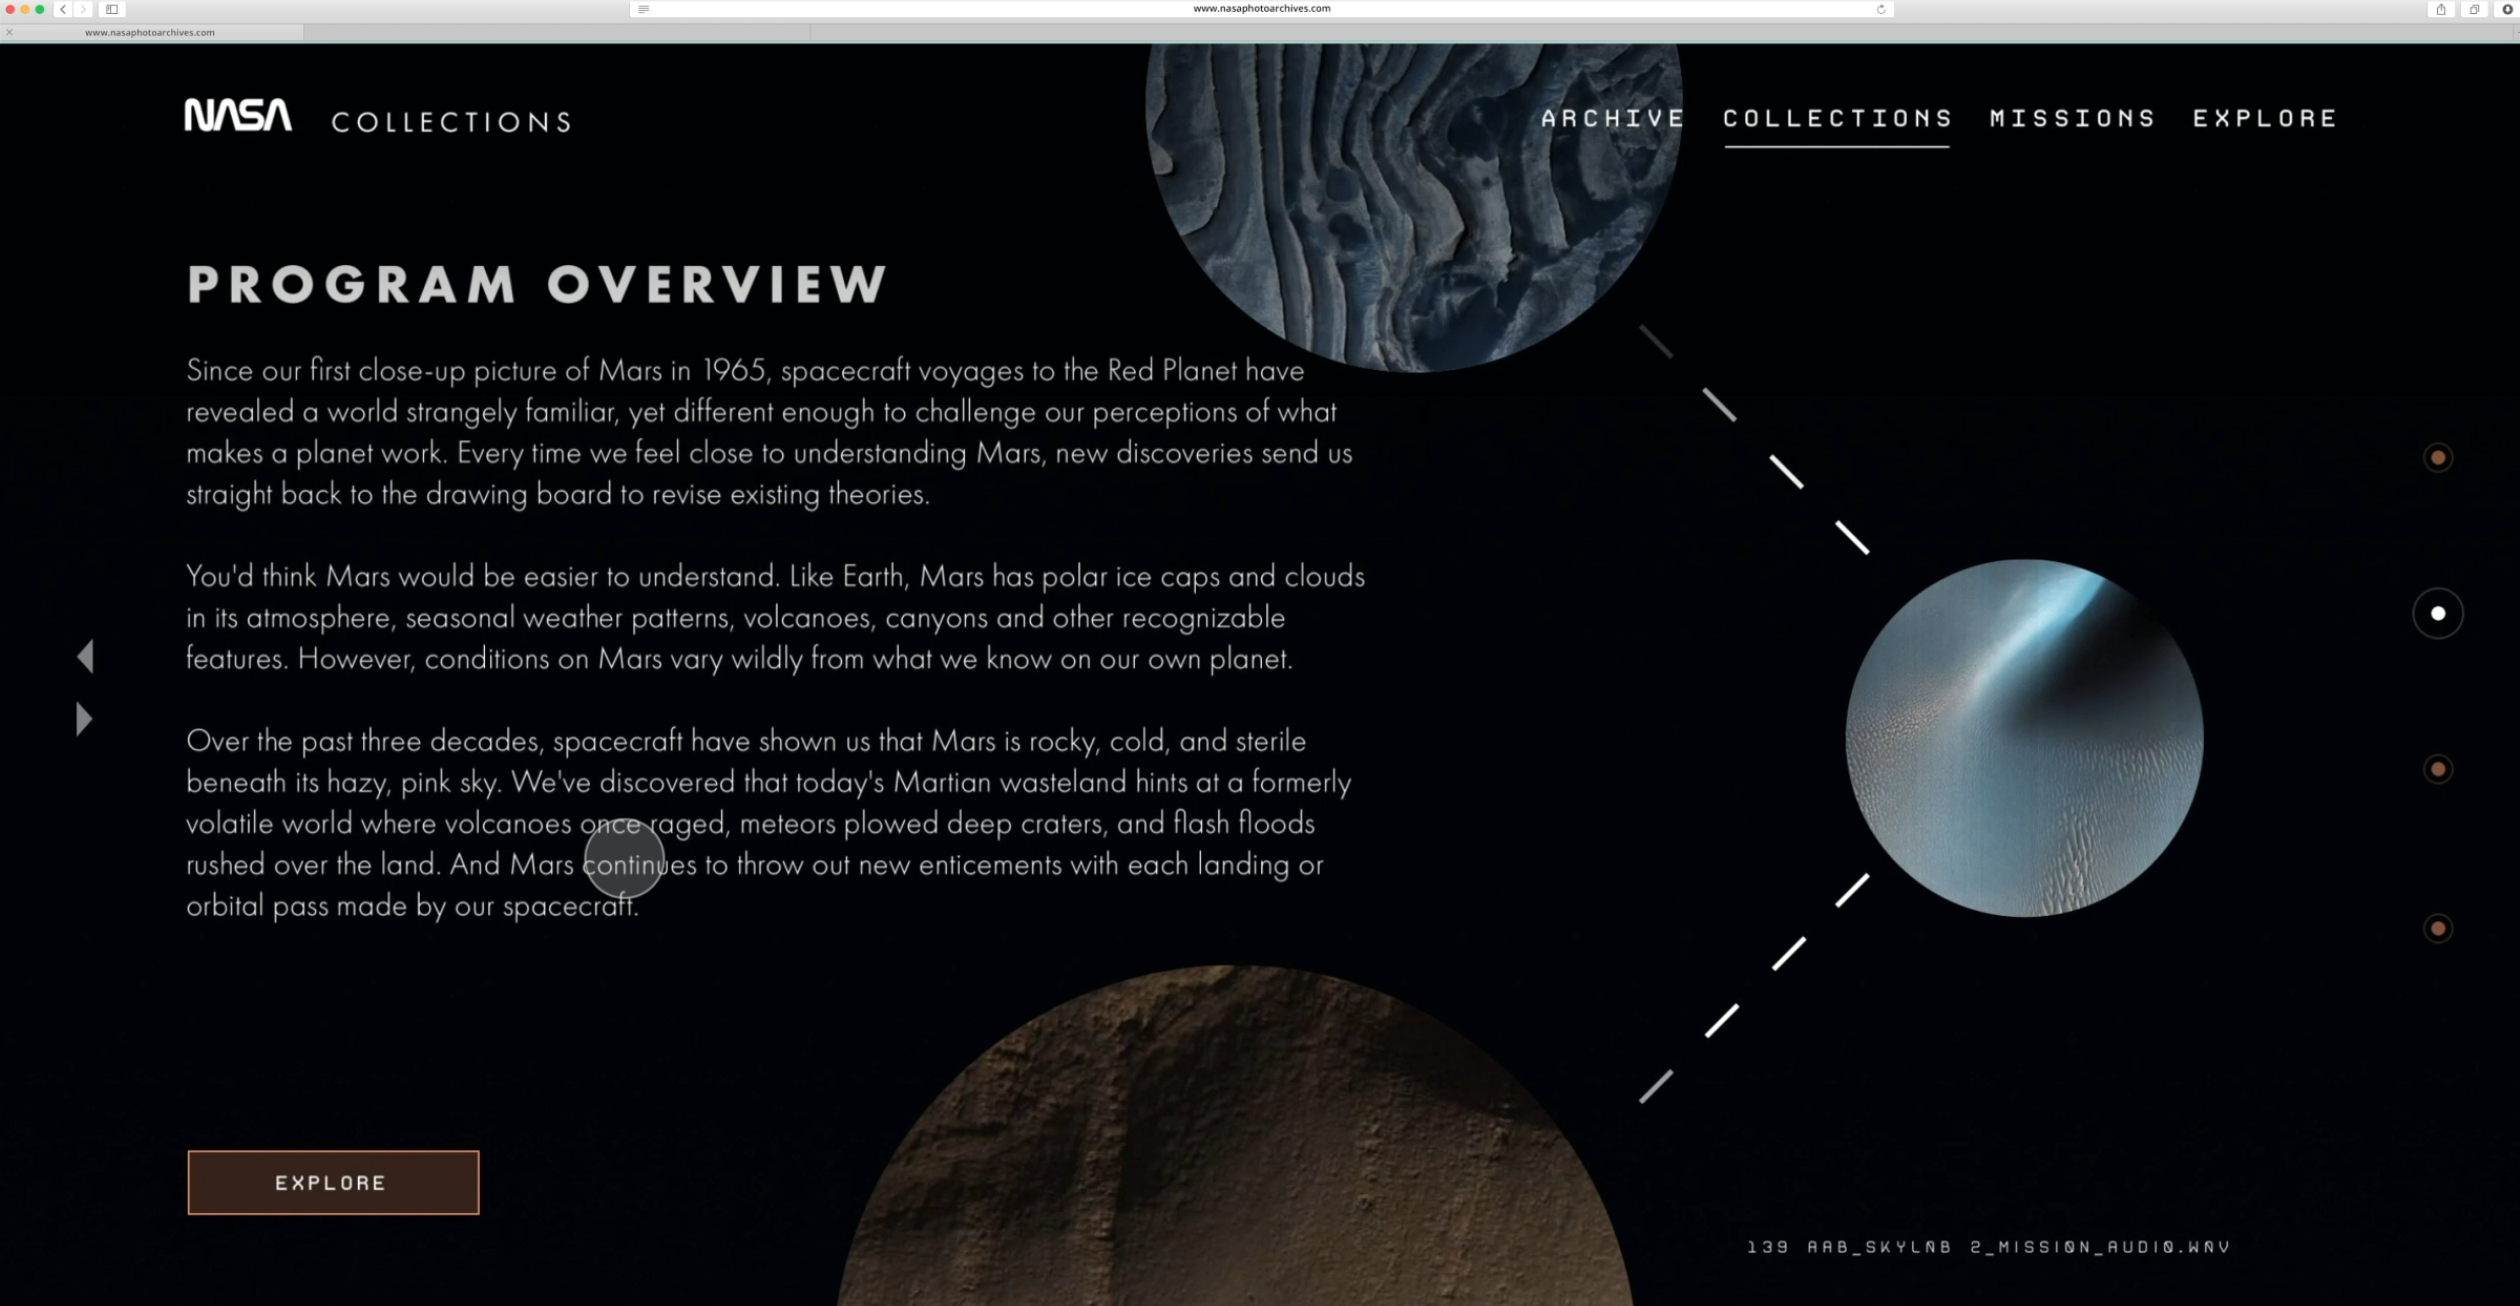 www.nasaphotoarchives.com
www.nasaphotoarchives.com
NASA COLLECTIONS
ARCHIVE COLLECTIONS MISSIONS EXPLORE
PROGRAM OVERVIEW
Since our first close-up picture of Mars in 1965, spacecraft voyages to the Red Planet have
revealed a world strangely familiar, yet different enough to challenge our perceptions of what
makes a planet work. Every time we feel close to understanding Mars, new discoveries send us
straight back to the drawing board to revise existing theories.
You'd think Mars would be easier to understand. Like Earth, Mars has polar ice caps and clouds
in its atmosphere, seasonal weather patterns, volcanoes, canyons and other recognizable
features. However, conditions on Mars vary wildly from what we know on our own planet.
Over the past three decades, spacecraft have shown us that Mars is rocky, cold, and sterile
beneath its hazy, pink sky. We've discovered that today's Martian wasteland hints at a formerly
volatile world where volcanoes once raged, meteors plowed deep craters, and flash floods
rushed over the land. And Mars continues to throw out new enticements with each landing or
orbital pass made by our spacecraft.
EXPLORE
139 AAB_SKYLAB 2_MISSION_AUDIO.WAV